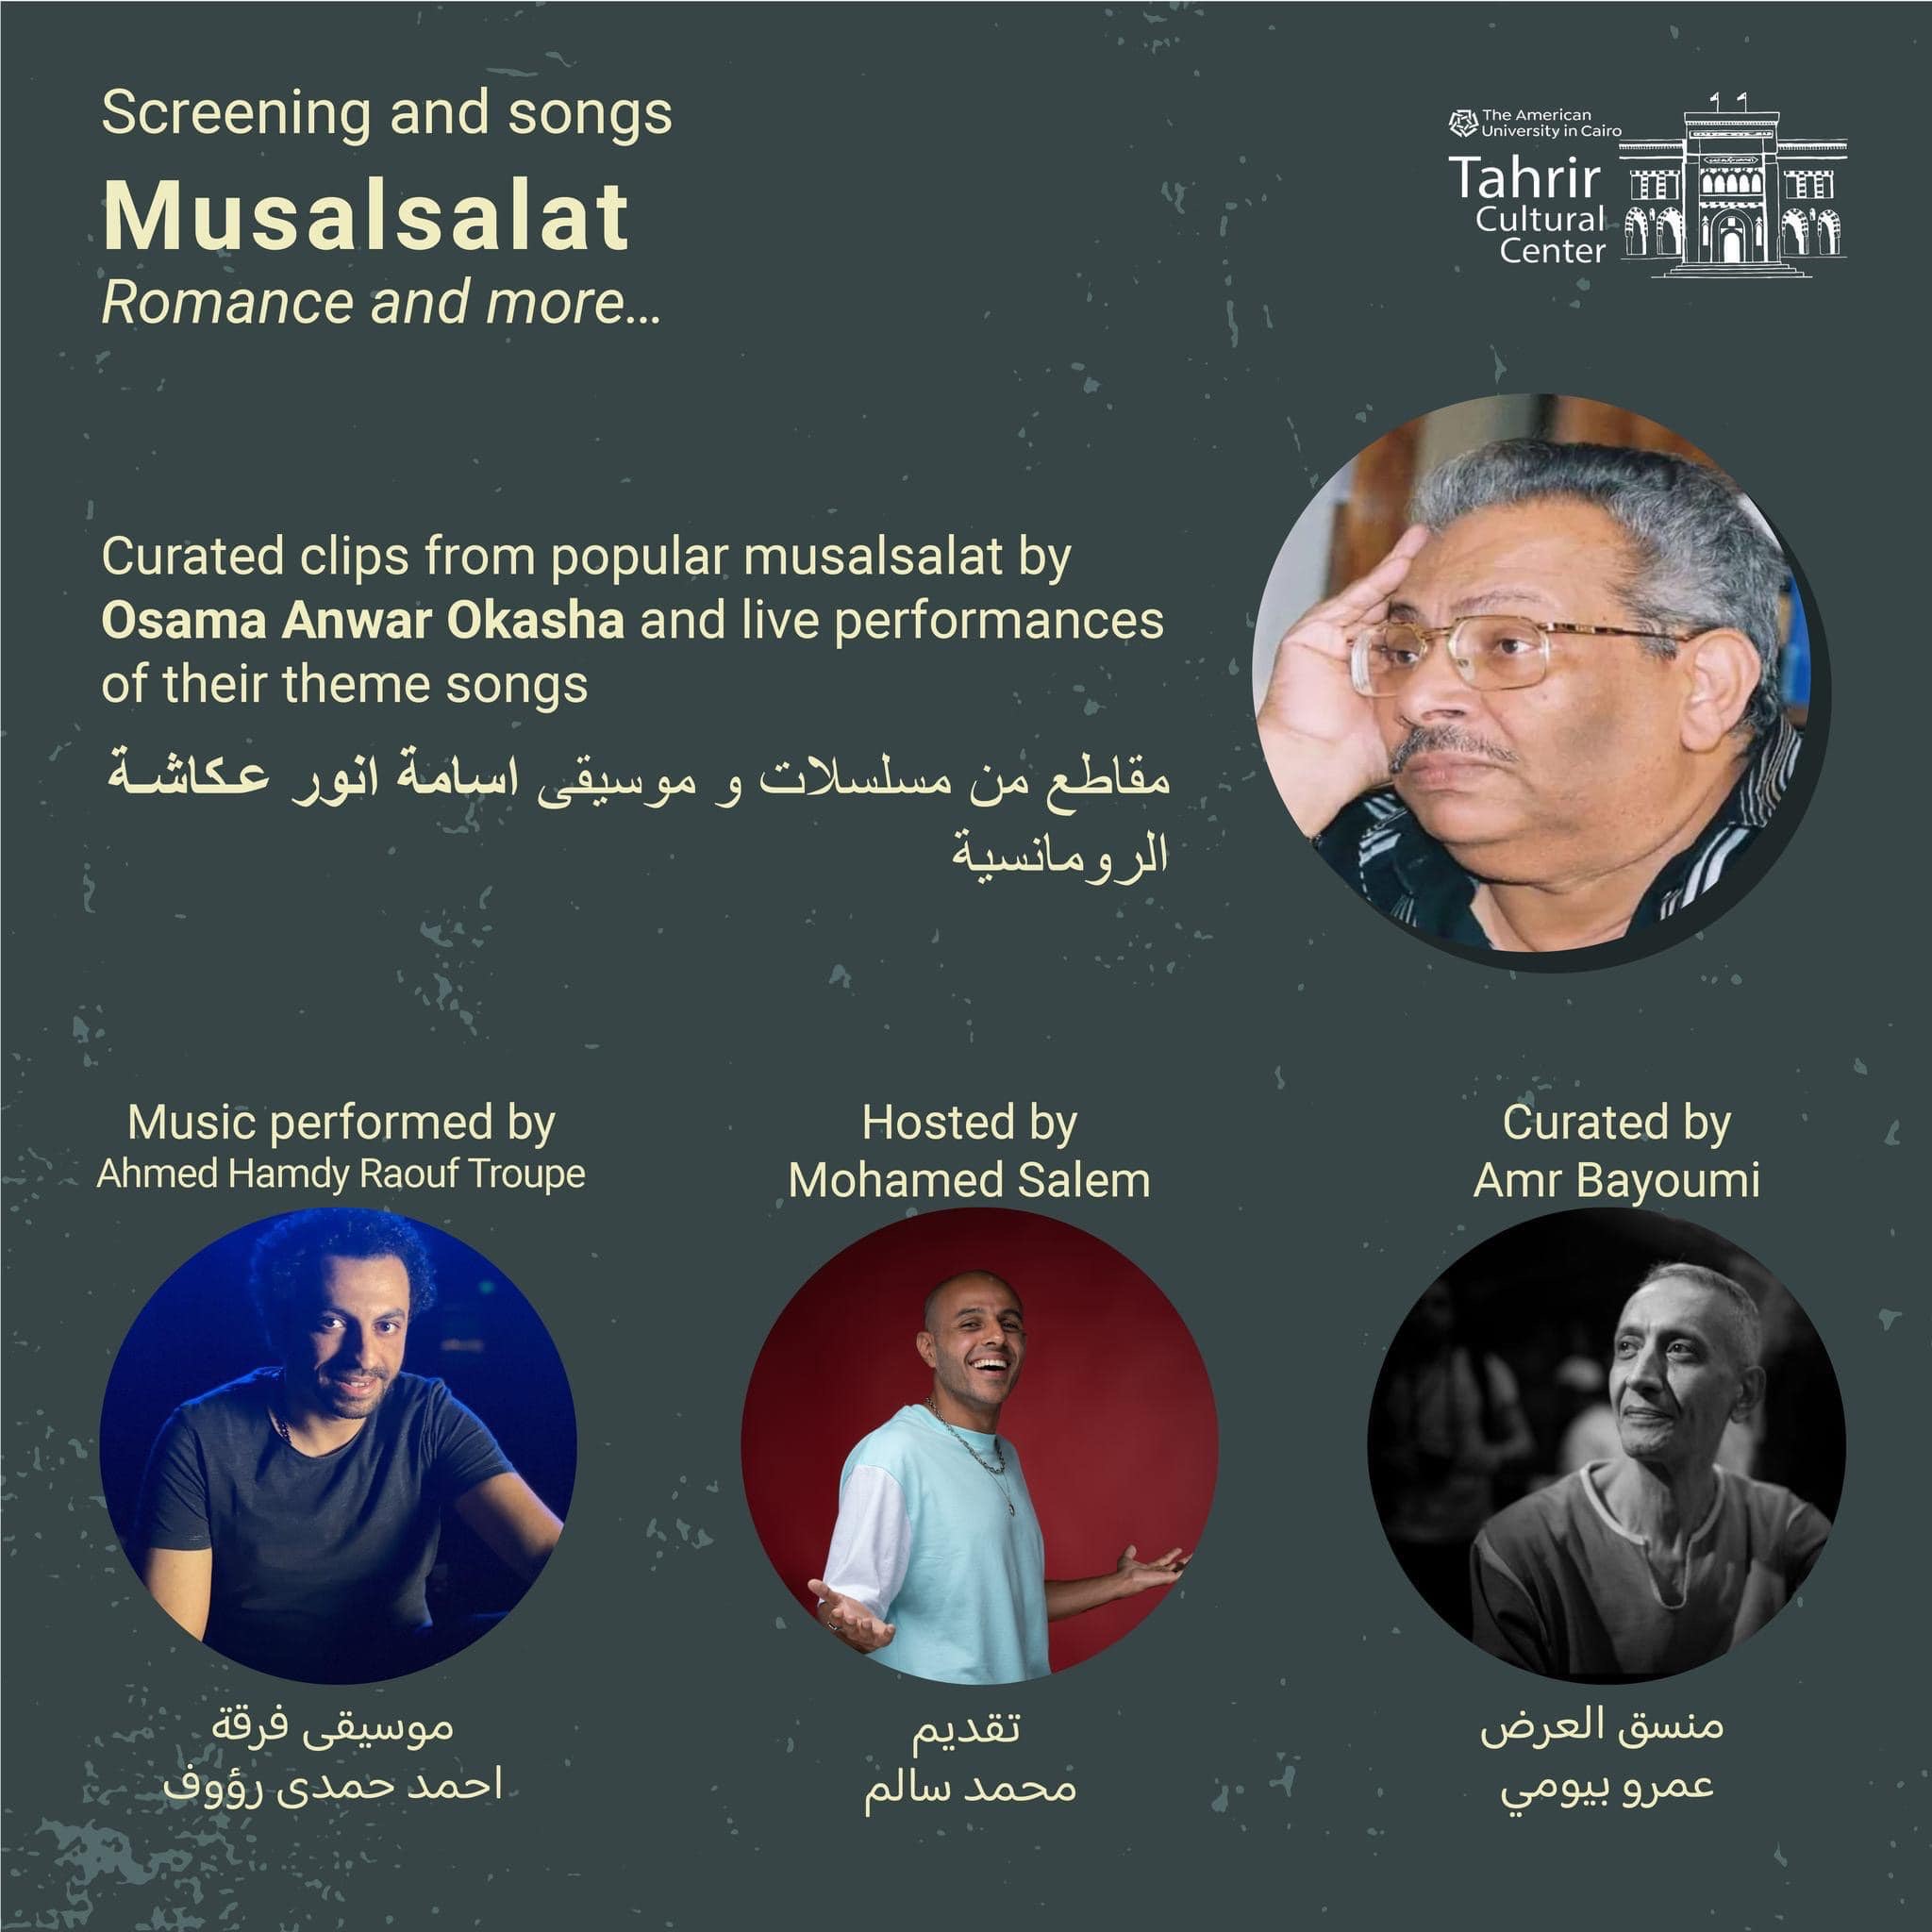 Screening and songs
Musalsalat
Romance and more...
The American
University in Cairo
Tahrir
Cultural
Center
Curated clips from popular musalsalat by
Osama Anwar Okasha and live performances
of their theme songs
مقاطع من مسلسلات و موسيقى اسامة انور عكاشة
الرومانسية
Music performed by
Ahmed Hamdy Raouf Troupe
موسيقى فرقة
احمد حمدى رؤوف
Hosted by
Mohamed Salem
تقديم
محمد سالم
Curated by
Amr Bayoumi
منسق العرض
عمرو بيومي